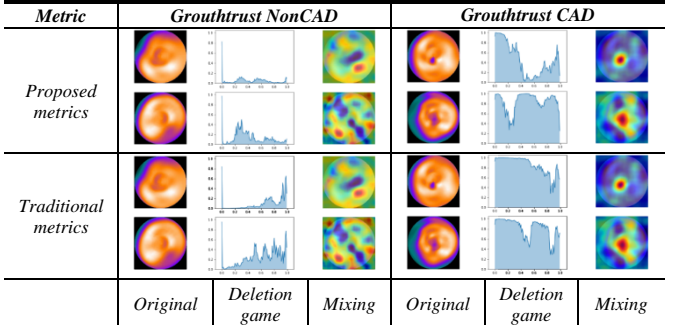 Metric Grouthtrust NonCAD Grouthtrust CAD
Proposed
metrics
Traditional
metrics
Original Deletion game Mixing Original Deletion game Mixing